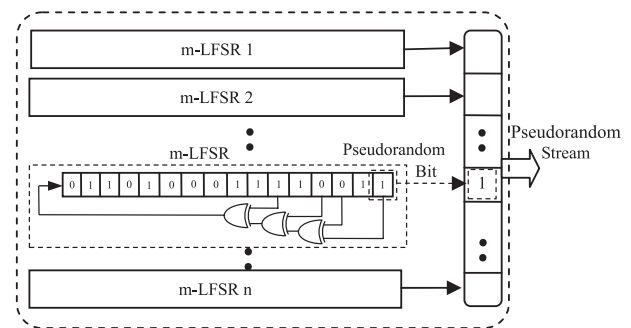 m-LFSR 1
m-LFSR 2
m-LFSR
Pseudorandom
Bit
0 1 1 0 1 0 0 0 1 1 1 1 0 0 1 1
1
Pseudorandom
Stream
m-LFSR n